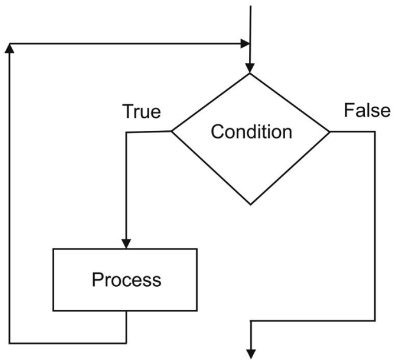 True
False
Condition
Process